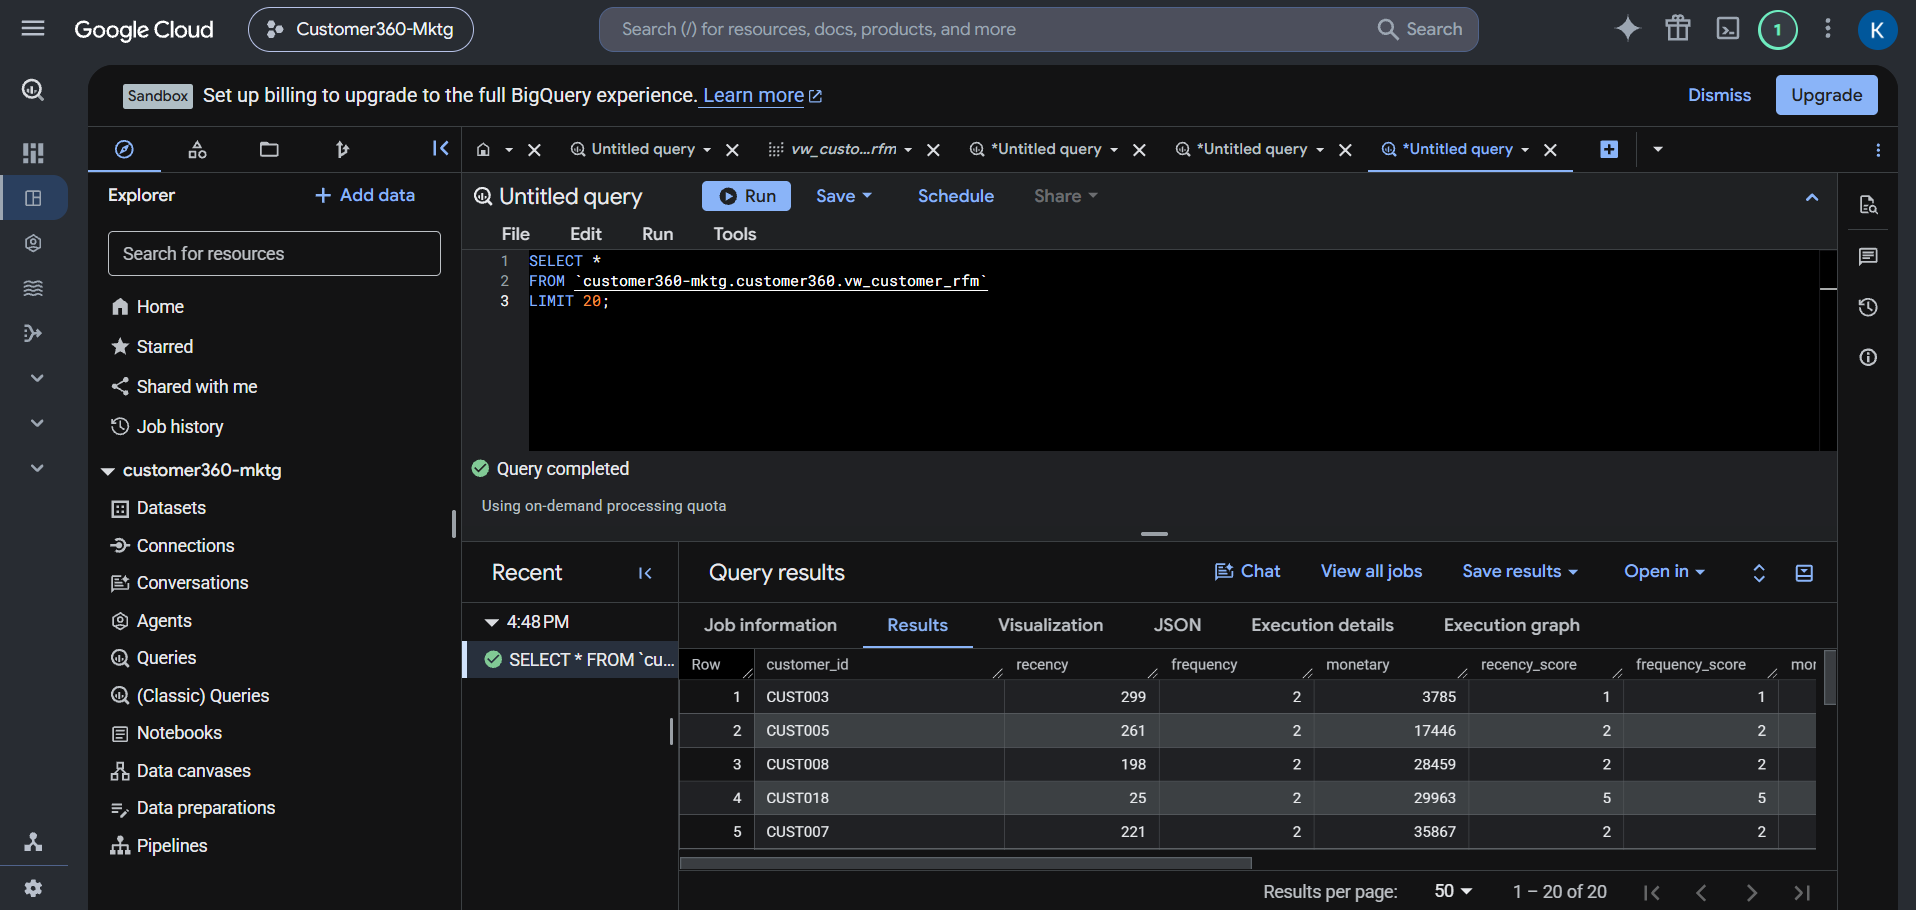 Google Cloud
Customer360-Mktg
Search (/) for resources, docs, products, and more
Search
1
K
Sandbox
Set up billing to upgrade to the full BigQuery experience. Learn more
Dismiss
Upgrade
Untitled query
vw_custo...rfm
*Untitled query
*Untitled query
*Untitled query
Explorer
+ Add data
Search for resources
Home
Starred
Shared with me
Job history
customer360-mktg
Datasets
Connections
Conversations
Agents
Queries
(Classic) Queries
Notebooks
Data canvases
Data preparations
Pipelines
Untitled query
Run
Save
Schedule
Share
File Edit Run Tools
1 SELECT *
2 FROM `customer360-mktg.customer360.vw_customer_rfm`
3 LIMIT 20;
Query completed
Using on-demand processing quota
Recent
4:48 PM
SELECT * FROM `cu...
Query results
Chat
View all jobs
Save results
Open in
Job information Results Visualization JSON Execution details Execution graph
Row customer_id recency frequency monetary recency_score frequency_score mor
1 CUST003 299 2 3785 1 1
2 CUST005 261 2 17446 2 2
3 CUST008 198 2 28459 2 2
4 CUST018 25 2 29963 5 5
5 CUST007 221 2 35867 2 2
Results per page: 50 1 – 20 of 20